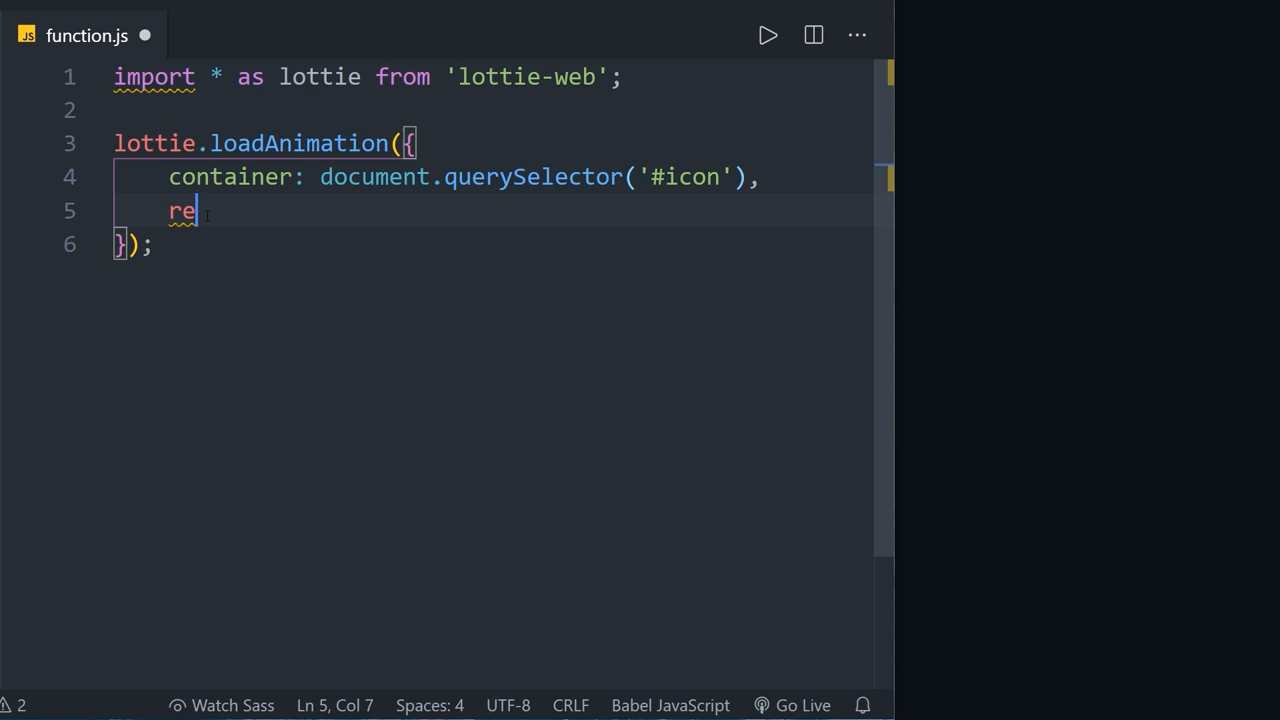 JS function.js
1 import * as lottie from 'lottie-web';
2
3 lottie.loadAnimation({
4 container: document.querySelector('#icon'),
5 re
6 });
2 Watch Sass Ln 5, Col 7 Spaces: 4 UTF-8 CRLF Babel JavaScript Go Live